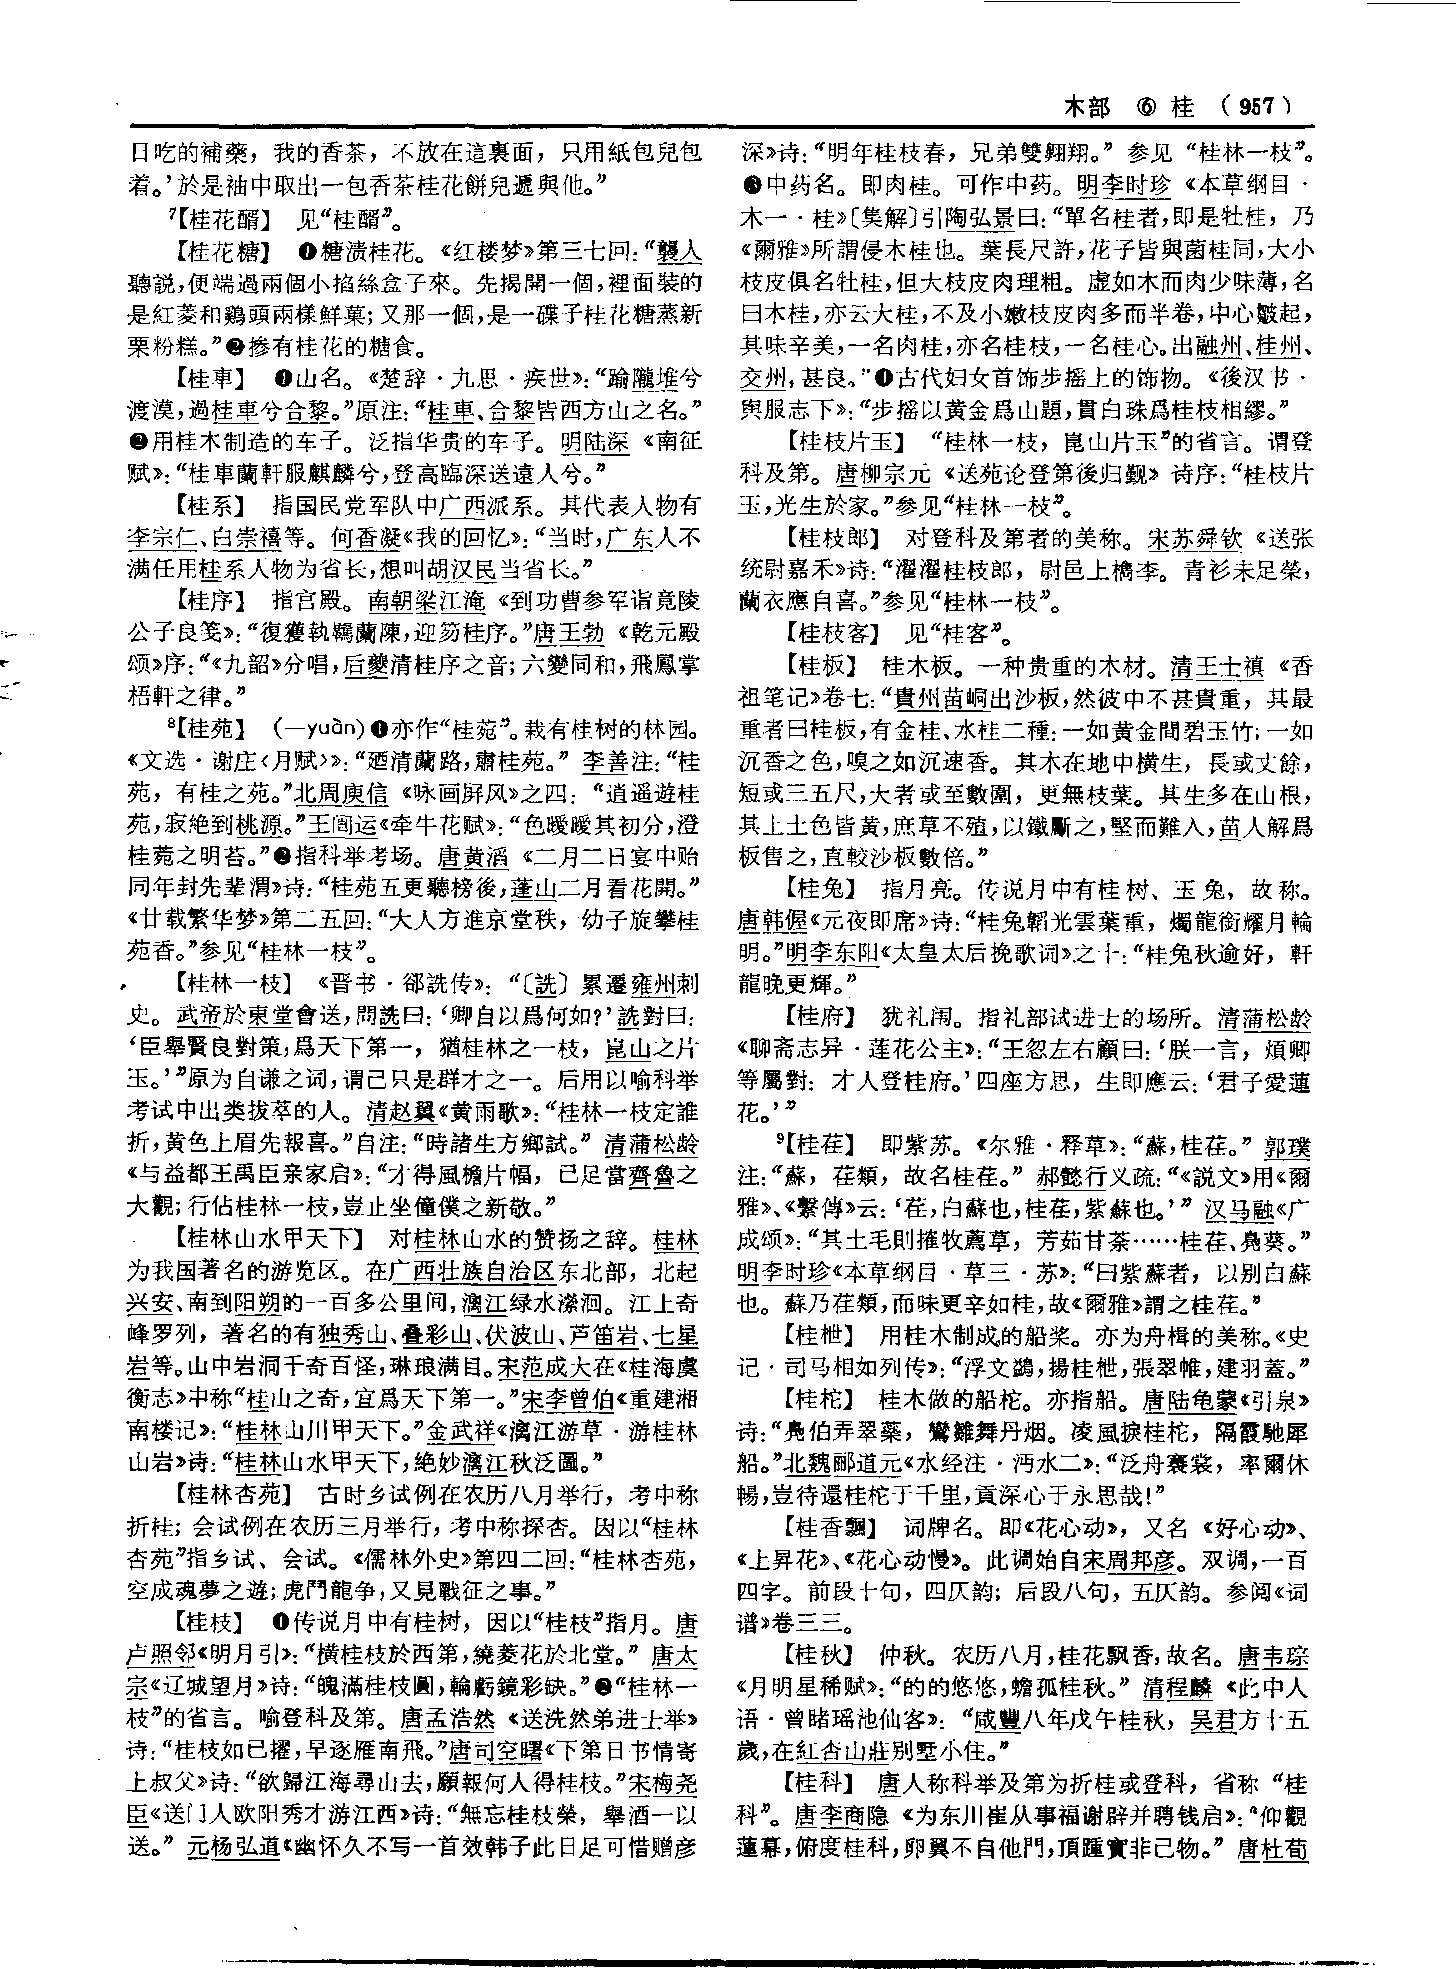 木部 ⑥ 桂 (957)
日吃的補藥，我的香茶，不放在這裏面，只用紙包兒包
着。’於是袖中取出一包香茶桂花餅兒遞與他。”
⁷【桂花醑】 见“桂醑”。
【桂花糖】 ❶糖渍桂花。《红楼梦》第三七回：“襲人
聽説，便端過兩個小掐絲盒子來。先揭開一個，裡面裝的
是紅菱和鷄頭兩樣鮮菓；又那一個，是一碟子桂花糖蒸新
栗粉糕。”❷掺有桂花的糖食。
【桂車】 ❶山名。《楚辞·九思·疾世》：“踰隴堆兮
渡漠，過桂車兮合黎。”原注：“桂車、合黎皆西方山之名。”
❷用桂木制造的车子。泛指华贵的车子。明陆深《南征
赋》：“桂車蘭軒服麒麟兮，登高臨深送遠人兮。”
【桂系】 指国民党军队中广西派系。其代表人物有
李宗仁、白崇禧等。何香凝《我的回忆》：“当时，广东人不
满任用桂系人物为省长，想叫胡汉民当省长。”
【桂序】 指宫殿。南朝梁江淹《到功曹参军诣竟陵
公子良笺》：“復獲執羈蘭陳，迎笏桂序。”唐王勃《乾元殿
颂》序：“《九韶》分唱，后夔清桂序之音；六變同和，飛鳳掌
梧軒之律。”
⁸【桂苑】 (—yuàn)❶亦作“桂菀”。栽有桂树的林园。
《文选·谢庄〈月赋〉》：“迺清蘭路，肅桂苑。”李善注：“桂
苑，有桂之苑。”北周庾信《咏画屏风》之四：“逍遥遊桂
苑，寂絶到桃源。”王闿运《牵牛花赋》：“色曖曖其初分，澄
桂菀之明苔。”❷指科举考场。唐黄滔《二月二日宴中贻
同年封先辈渭》诗：“桂苑五更聽榜後，蓬山二月看花開。”
《廿载繁华梦》第二五回：“大人方進京堂秩，幼子旋攀桂
苑香。”参见“桂林一枝”。
【桂林一枝】 《晋书·郤詵传》：“〔詵〕累遷雍州刺
史。武帝於東堂會送，問詵曰：‘卿自以爲何如?’詵對曰：
‘臣舉賢良對策，爲天下第一，猶桂林之一枝，崑山之片
玉。’”原为自谦之词，谓己只是群才之一。后用以喻科举
考试中出类拔萃的人。清赵翼《黄雨歌》：“桂林一枝定誰
折，黄色上眉先報喜。”自注：“時諸生方鄉試。”清蒲松龄
《与益都王禹臣亲家启》：“才得風檐片幅，已足當齊魯之
大觀；行佔桂林一枝，豈止坐僮僕之新敬。”
【桂林山水甲天下】 对桂林山水的赞扬之辞。桂林
为我国著名的游览区。在广西壮族自治区东北部，北起
兴安、南到阳朔的一百多公里间，漓江绿水潆洄。江上奇
峰罗列，著名的有独秀山、叠彩山、伏波山、芦笛岩、七星
岩等。山中岩洞千奇百怪，琳琅满目。宋范成大在《桂海虞
衡志》中称“桂山之奇，宜爲天下第一。”宋李曾伯《重建湘
南楼记》：“桂林山川甲天下。”金武祥《漓江游草·游桂林
山岩》诗：“桂林山水甲天下，絶妙漓江秋泛圖。”
【桂林杏苑】 古时乡试例在农历八月举行，考中称
折桂；会试例在农历三月举行，考中称探杏。因以“桂林
杏苑”指乡试、会试。《儒林外史》第四二回：“桂林杏苑，
空成魂夢之遊；虎鬥龍争，又見戰征之事。”
【桂枝】 ❶传说月中有桂树，因以“桂枝”指月。唐
卢照邻《明月引》：“横桂枝於西第，繞菱花於北堂。”唐太
宗《辽城望月》诗：“魄滿桂枝圓，輪虧鏡彩缺。”❷“桂林一
枝”的省言。喻登科及第。唐孟浩然《送洗然弟进士举》
诗：“桂枝如已擢，早逐雁南飛。”唐司空曙《下第日书情寄
上叔父》诗：“欲歸江海尋山去，願報何人得桂枝。”宋梅尧
臣《送门人欧阳秀才游江西》诗：“無忘桂枝榮，舉酒一以
送。”元杨弘道《幽怀久不写一首效韩子此日足可惜赠彦
深》诗：“明年桂枝春，兄弟雙翱翔。”参见“桂林一枝”。
❸中药名。即肉桂。可作中药。明李时珍《本草纲目·
木一·桂》〔集解〕引陶弘景曰：“單名桂者，即是牡桂，乃
《爾雅》所謂梫木桂也。葉長尺許，花子皆與菌桂同，大小
枝皮俱名牡桂，但大枝皮肉理粗。虚如木而肉少味薄，名
曰木桂，亦云大桂，不及小嫩枝皮肉多而半卷，中心皺起，
其味辛美，一名肉桂，亦名桂枝，一名桂心。出融州、桂州、
交州，甚良。”❹古代妇女首饰步摇上的饰物。《後汉书·
舆服志下》：“步摇以黄金爲山題，貫白珠爲桂枝相繆。”
【桂枝片玉】 “桂林一枝，崑山片玉”的省言。谓登
科及第。唐柳宗元《送苑论登第後归觐》诗序：“桂枝片
玉，光生於家。”参见“桂林一枝”。
【桂枝郎】 对登科及第者的美称。宋苏舜钦《送张
统尉嘉禾》诗：“濯濯桂枝郎，尉邑上檇李。青衫未足榮，
蘭衣應自喜。”参见“桂林一枝”。
【桂枝客】 见“桂客”。
【桂板】 桂木板。一种贵重的木材。清王士禛《香
祖笔记》卷七：“貴州苗峒出沙板，然彼中不甚貴重，其最
重者曰桂板，有金桂、水桂二種：一如黄金間碧玉竹；一如
沉香之色，嗅之如沉速香。其木在地中横生，長或丈餘，
短或三五尺，大者或至數圍，更無枝葉。其生多在山根，
其上土色皆黄，庶草不殖，以鐵斸之，堅而難入，苗人解爲
板售之，直較沙板數倍。”
【桂兔】 指月亮。传说月中有桂树、玉兔，故称。
唐韩偓《元夜即席》诗：“桂兔韜光雲葉重，燭龍銜耀月輪
明。”明李东阳《太皇太后挽歌词》之十：“桂兔秋逾好，軒
龍晚更輝。”
【桂府】 犹礼闱。指礼部试进士的场所。清蒲松龄
《聊斋志异·莲花公主》：“王忽左右顧曰：‘朕一言，煩卿
等屬對：才人登桂府。’四座方思，生即應云：‘君子愛蓮
花。’”
⁹【桂荏】 即紫苏。《尔雅·释草》：“蘇，桂荏。”郭璞
注：“蘇，荏類，故名桂荏。”郝懿行义疏：“《説文》用《爾
雅》、《繫傳》云：‘荏，白蘇也，桂荏，紫蘇也。’”汉马融《广
成颂》：“其土毛則摧牧薦草，芳茹甘荼……桂荏、鳧葵。”
明李时珍《本草纲目·草三·苏》：“曰紫蘇者，以别白蘇
也。蘇乃荏類，而味更辛如桂，故《爾雅》謂之桂荏。”
【桂枻】 用桂木制成的船桨。亦为舟楫的美称。《史
记·司马相如列传》：“浮文鷁，揚桂枻，張翠帷，建羽蓋。”
【桂柁】 桂木做的船柁。亦指船。唐陆龟蒙《引泉》
诗：“鳧伯弄翠蘂，鸞雛舞丹烟。凌風捩桂柁，隔霞馳犀
船。”北魏郦道元《水经注·沔水二》：“泛舟褰裳，率爾休
暢，豈待還桂柁于千里，貢深心于永思哉！”
【桂香飄】 词牌名。即《花心动》，又名《好心动》、
《上昇花》、《花心动慢》。此调始自宋周邦彦。双调，一百
四字。前段十句，四仄韵；后段八句，五仄韵。参阅《词
谱》卷三三。
【桂秋】 仲秋。农历八月，桂花飘香，故名。唐韦琮
《月明星稀赋》：“的的悠悠，蟾孤桂秋。”清程麟《此中人
语·曾睹瑶池仙客》：“咸豐八年戊午桂秋，吴君方十五
歲，在紅杏山莊别墅小住。”
【桂科】 唐人称科举及第为折桂或登科，省称“桂
科”。唐李商隐《为东川崔从事福谢辟并聘钱启》：“仰觀
蓮幕，俯度桂科，卵翼不自他門，頂踵實非己物。”唐杜荀